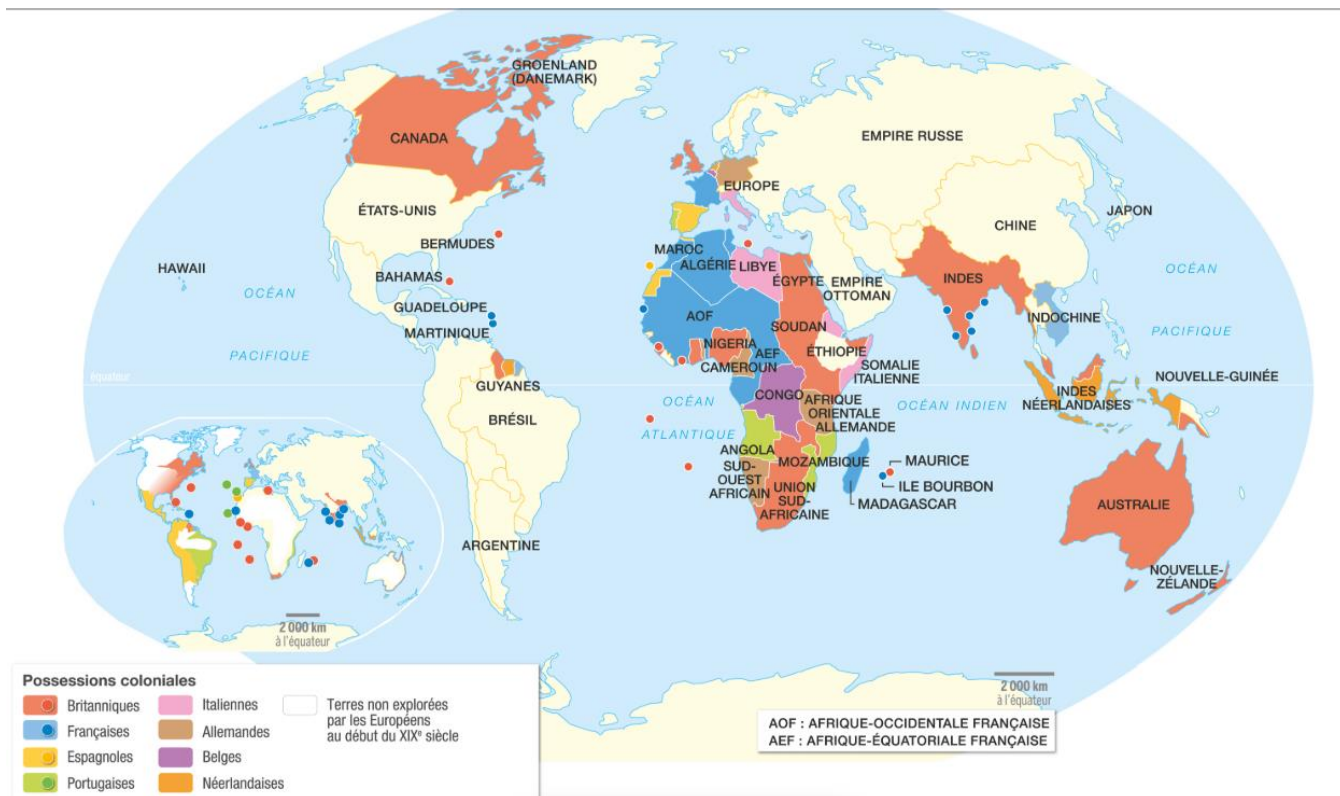 GROENLAND
(DANEMARK)
CANADA
EMPIRE RUSSE
EUROPE
ÉTATS-UNIS
CHINE
JAPON
BERMUDES
MAROC
ALGÉRIE
LIBYE
ÉGYPTE
EMPIRE
OTTOMAN
INDES
HAWAII
BAHAMAS
OCÉAN
PACIFIQUE
OCÉAN
PACIFIQUE
GUADELOUPE
MARTINIQUE
AOF
SOUDAN
INDOCHINE
NIGERIA
AEF
CAMEROUN
ÉTHIOPIE
SOMALIE
ITALIENNE
équateur
GUYANES
BRÉSIL
OCÉAN
ATLANTIQUE
CONGO
AFRIQUE
ORIENTALE
ALLEMANDE
OCÉAN INDIEN
INDES
NÉERLANDAISES
NOUVELLE-GUINÉE
ANGOLA
MOZAMBIQUE
SUD-
OUEST
AFRICAIN
UNION
SUD-
AFRICAINE
MAURICE
ILE BOURBON
MADAGASCAR
AUSTRALIE
ARGENTINE
NOUVELLE-
ZÉLANDE
2 000 km
à l'équateur
2 000 km
à l'équateur
Possessions coloniales
Britanniques
Françaises
Espagnoles
Portugaises
Italiennes
Allemandes
Belges
Néerlandaises
Terres non explorées
par les Européens
au début du XIXe siècle
AOF : AFRIQUE-OCCIDENTALE FRANÇAISE
AEF : AFRIQUE-ÉQUATORIALE FRANÇAISE